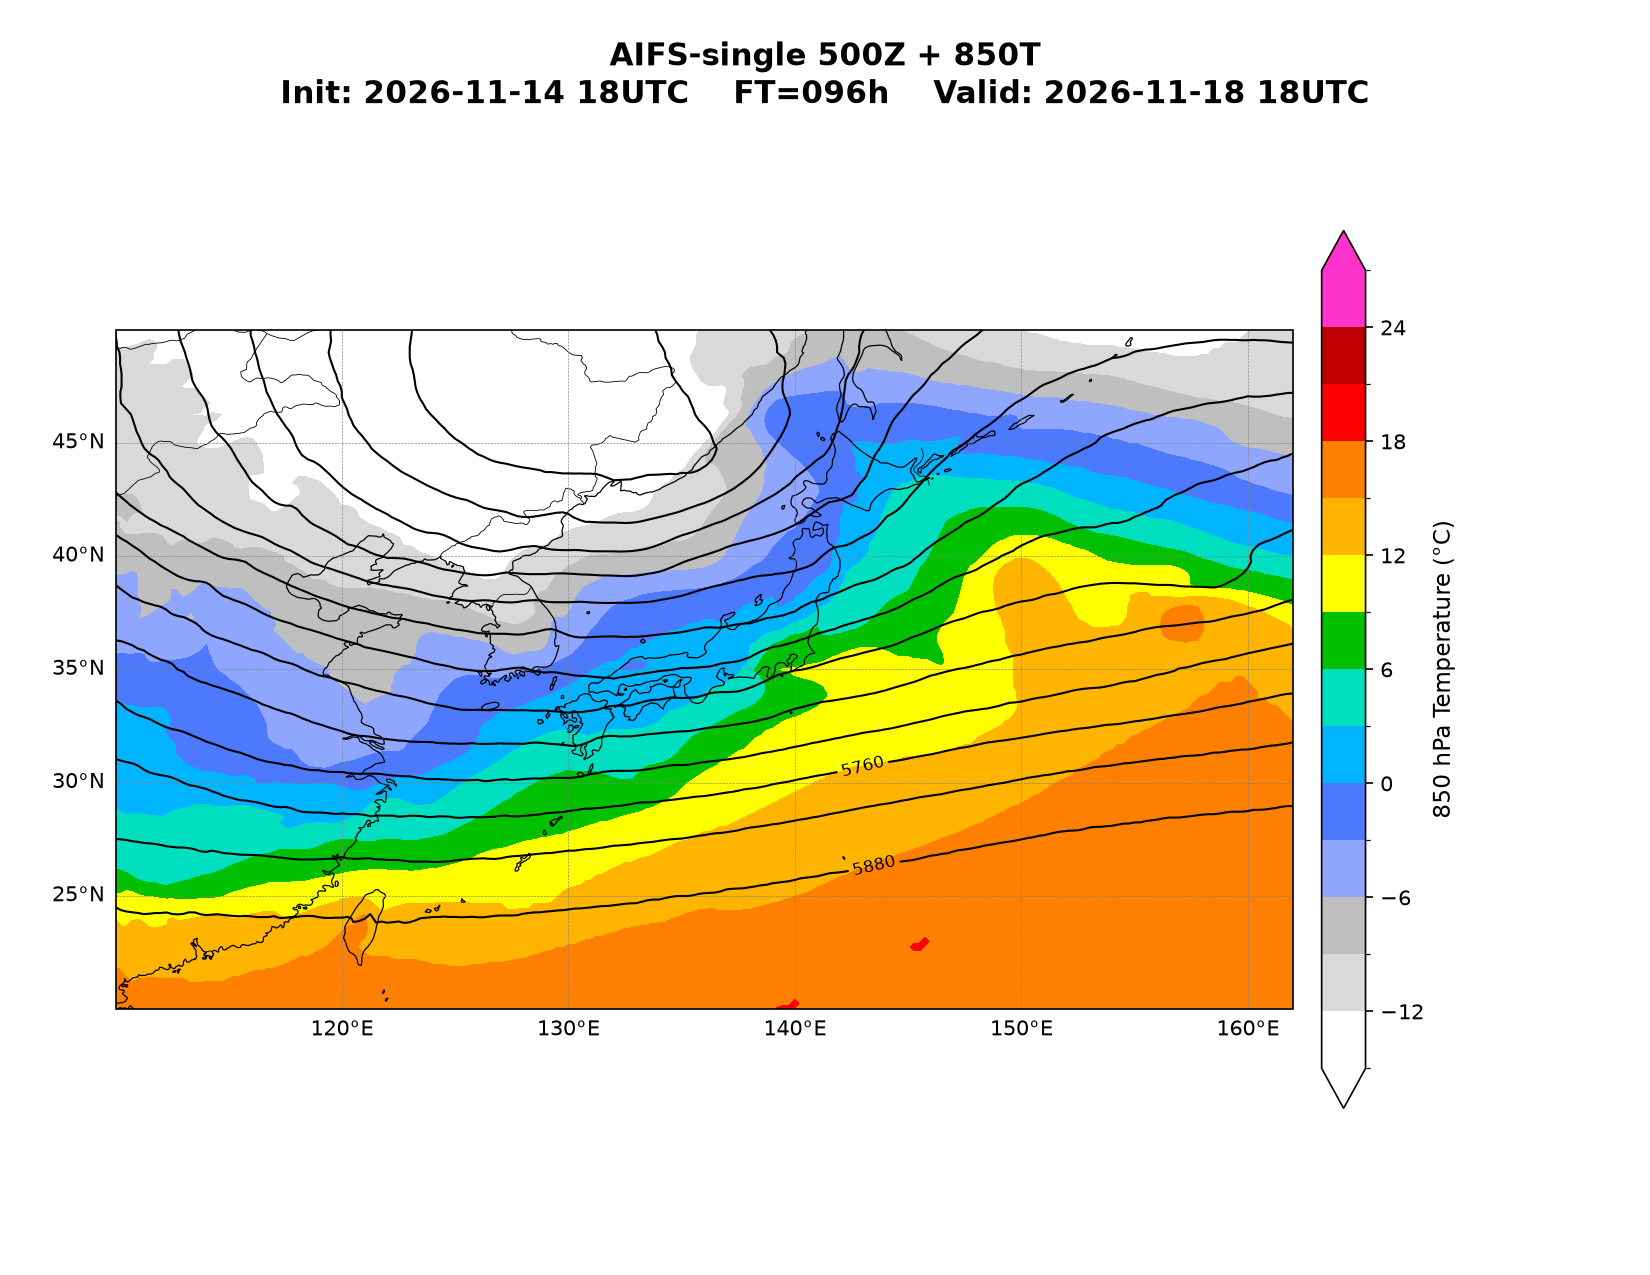 AIFS-single 500Z + 850T
Init: 2026-11-14 18UTC    FT=096h    Valid: 2026-11-18 18UTC
24
18
12
6
0
−6
−12
850 hPa Temperature (°C)
45°N
40°N
35°N
30°N
25°N
5760
5880
120°E
130°E
140°E
150°E
160°E